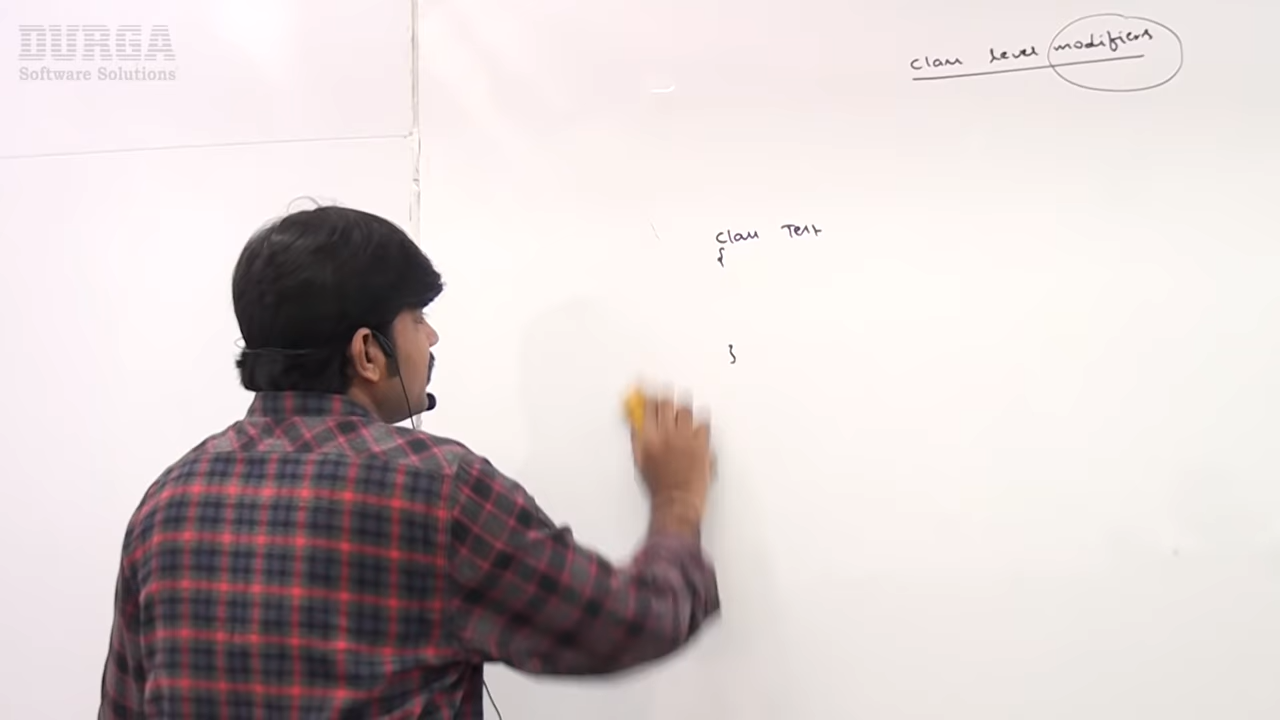 DURGA
Software Solutions
class level modifiers
class Test
{
}